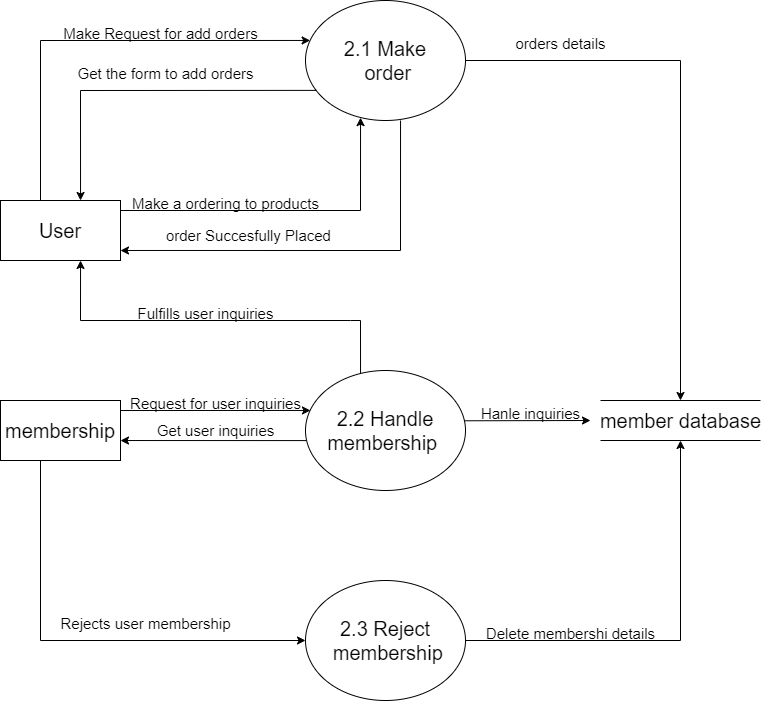 Make Request for add orders
2.1 Make
order
orders details
Get the form to add orders
Make a ordering to products
User
order Succesfully Placed
Fulfills user inquiries
Request for user inquiries
membership
Get user inquiries
2.2 Handle
membership
Hanle inquiries
member database
Rejects user membership
2.3 Reject
membership
Delete membershi details